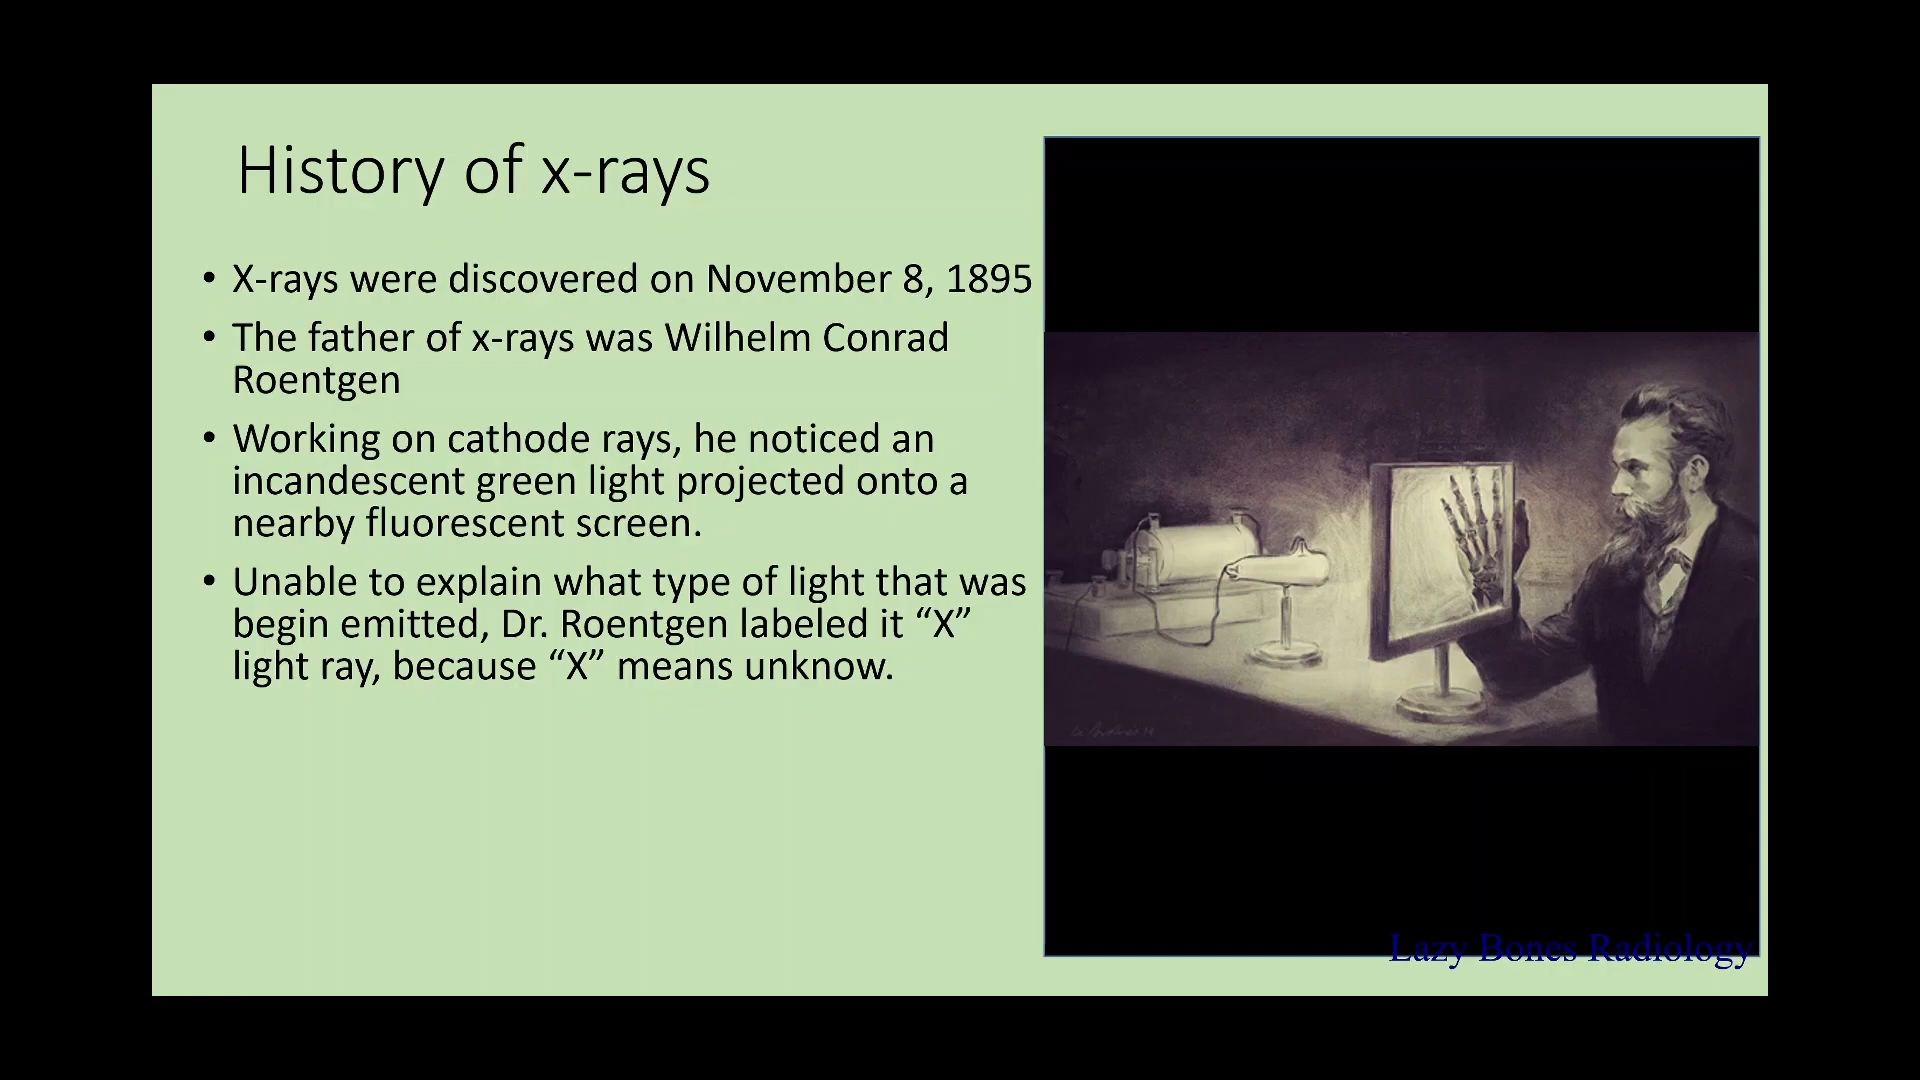 History of x-rays
• X-rays were discovered on November 8, 1895
• The father of x-rays was Wilhelm Conrad
Roentgen
• Working on cathode rays, he noticed an
incandescent green light projected onto a
nearby fluorescent screen.
• Unable to explain what type of light that was
begin emitted, Dr. Roentgen labeled it “X”
light ray, because “X” means unknow.
Lazy Bones Radiology